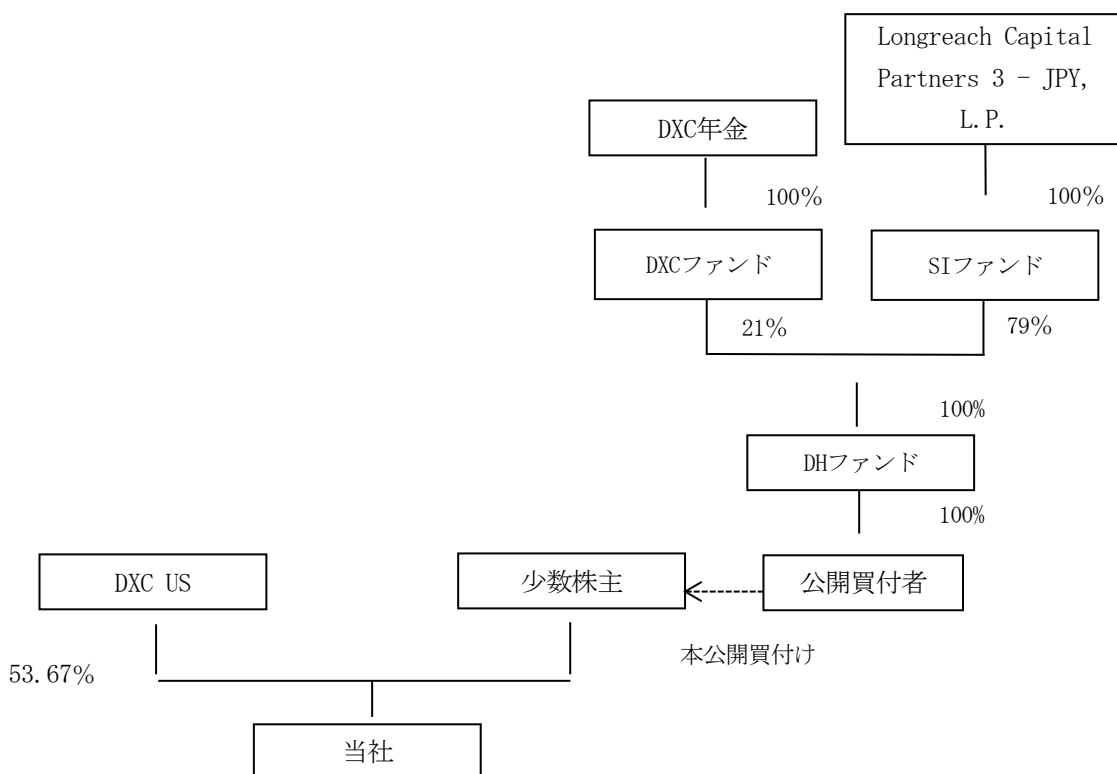 Longreach Capital
Partners 3 - JPY,
L.P.
DXC年金
100%
100%
DXCファンド
SIファンド
21%
79%
100%
DHファンド
100%
DXC US
少数株主
公開買付者
本公開買付け
53.67%
当社